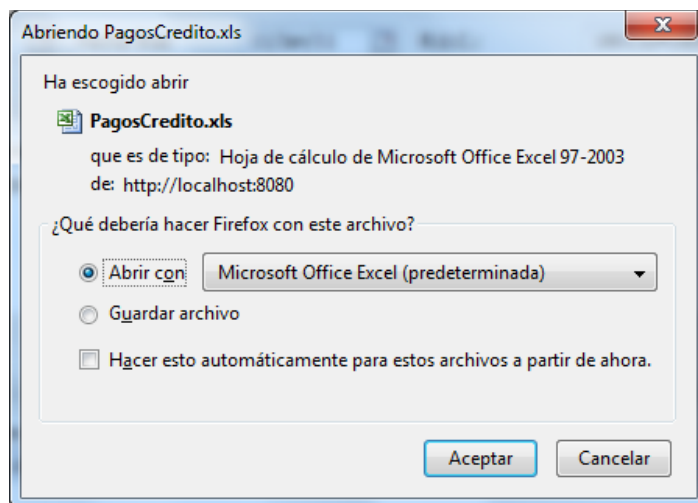 Abriendo PagosCredito.xls
Ha escogido abrir
PagosCredito.xls
que es de tipo: Hoja de cálculo de Microsoft Office Excel 97-2003
de: http://localhost:8080
¿Qué debería hacer Firefox con este archivo?
Abrir con Microsoft Office Excel (predeterminada)
Guardar archivo
Hacer esto automáticamente para estos archivos a partir de ahora.
Aceptar Cancelar